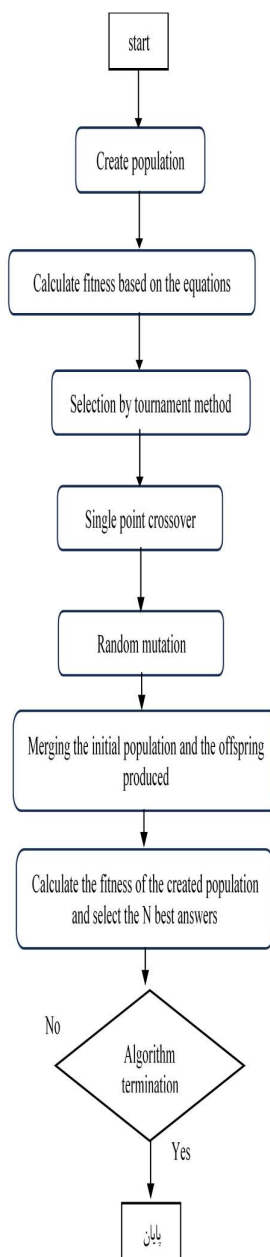 start
Create population
Calculate fitness based on the equations
Selection by tournament method
Single point crossover
Random mutation
Merging the initial population and the offspring
produced
Calculate the fitness of the created population
and select the N best answers
No
Algorithm
termination
Yes
پایان